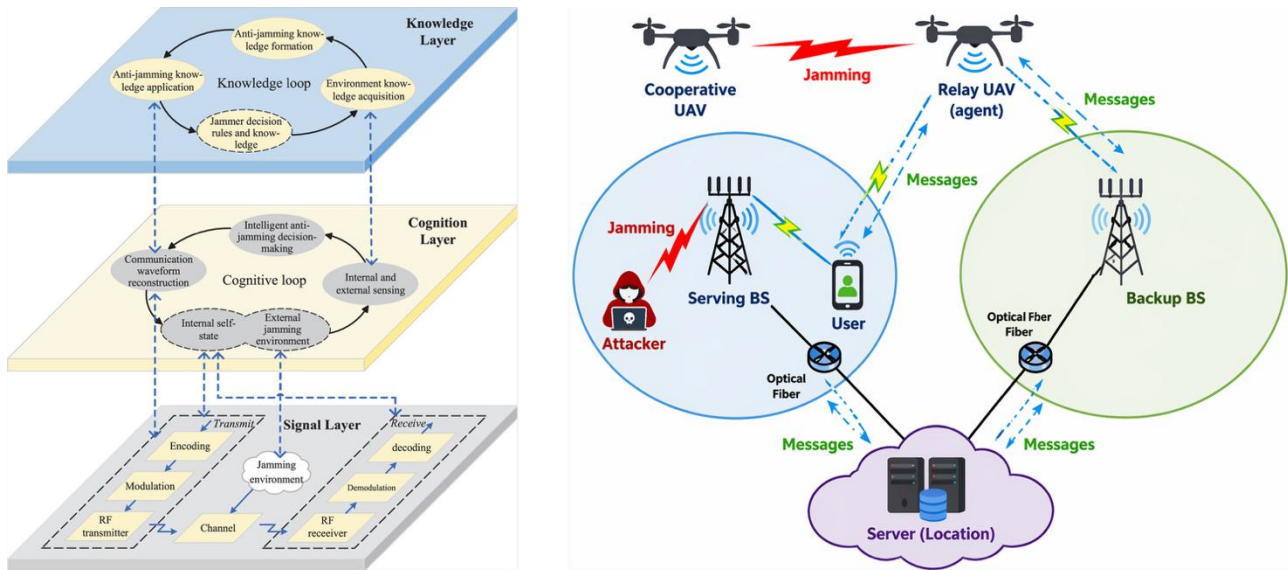 Knowledge
Layer
Anti-jamming know-
ledge formation
Anti-jamming know-
ledge application
Knowledge loop
Environment know-
ledge acquisition
Jammer decision
rules and know-
ledge
Cognition
Layer
Intelligent anti-
jamming decision-
making
Communication
waveform
reconstruction
Cognitive loop
Internal and
external sensing
Internal self-
state
External
jamming
environment
Transmit
Signal Layer
Receive
Encoding
decoding
Jamming
environment
Modulation
Demodulation
RF
transmitter
Channel
RF
receeiver
Cooperative
UAV
Jamming
Relay UAV
(agent)
Messages
Messages
Jamming
Serving BS
Attacker
User
Backup BS
Optical
Fiber
Optical Fber
Fiber
Messages
Messages
Server (Location)